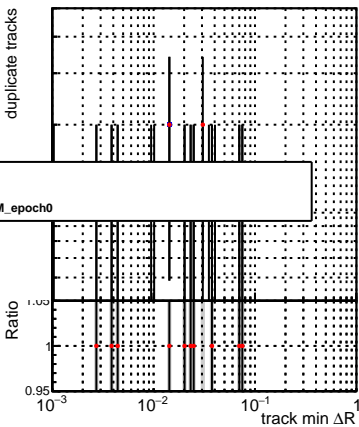 duplicate tracks
M_epoch0
1.05
Ratio
1
0.95
10−3
10−2
10−1
1
track min ΔR